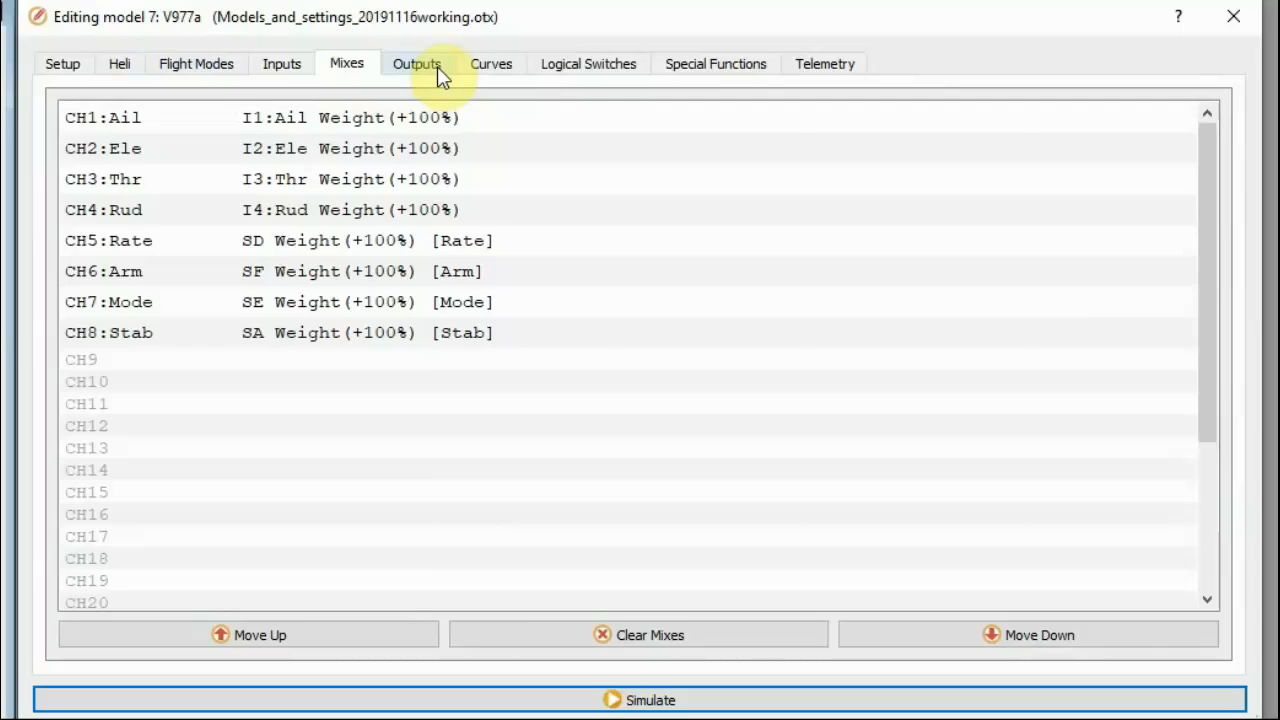 Editing model 7: V977a (Models_and_settings_20191116working.otx) ?
Setup Heli Flight Modes Inputs Mixes Outputs Curves Logical Switches Special Functions Telemetry
CH1:Ail I1:Ail Weight(+100%)
CH2:Ele I2:Ele Weight(+100%)
CH3:Thr I3:Thr Weight(+100%)
CH4:Rud I4:Rud Weight(+100%)
CH5:Rate SD Weight(+100%) [Rate]
CH6:Arm SF Weight(+100%) [Arm]
CH7:Mode SE Weight(+100%) [Mode]
CH8:Stab SA Weight(+100%) [Stab]
CH9
CH10
CH11
CH12
CH13
CH14
CH15
CH16
CH17
CH18
CH19
CH20
Move Up Clear Mixes Move Down
Simulate